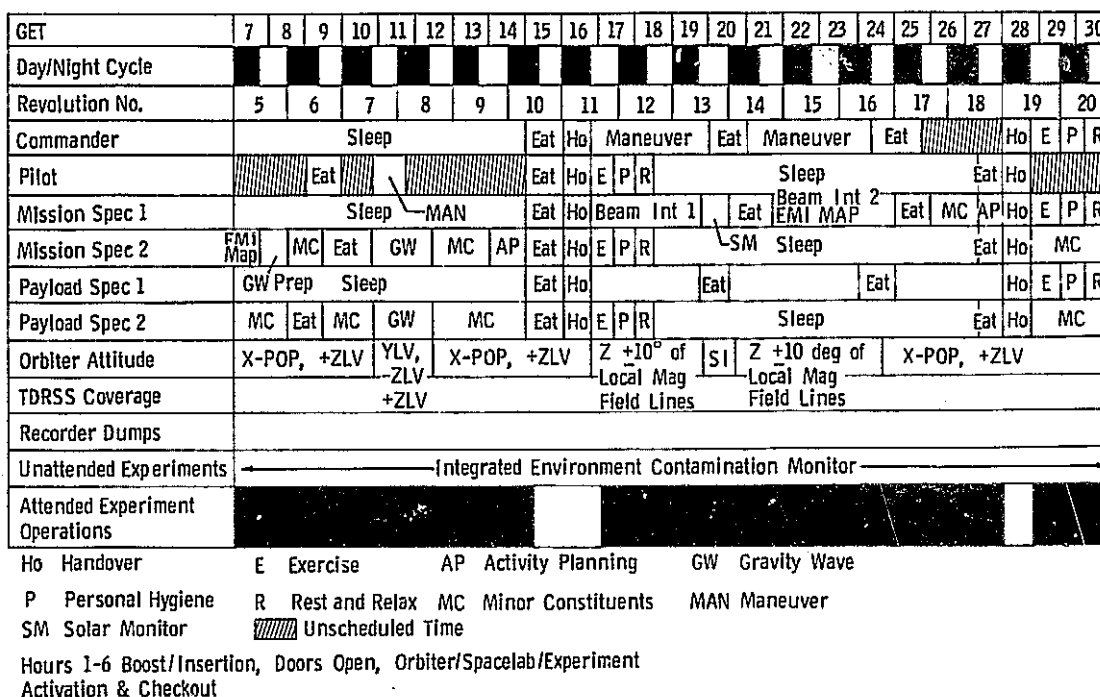 GET 7 8 9 10 11 12 13 14 15 16 17 18 19 20 21 22 23 24 25 26 27 28 29 30
Day/Night Cycle
Revolution No. 5 6 7 8 9 10 11 12 13 14 15 16 17 18 19 20
Commander Sleep Eat Ho Maneuver Eat Maneuver Eat Ho E P R
Pilot Eat MAN Eat Ho E P R Sleep Eat Ho
Mission Spec 1 Sleep Eat Ho Beam Int 1 SM Eat Beam Int 2 EMI MAP Eat MC AP Ho E P R
Mission Spec 2 EMI Map GW Prep MC Eat GW MC AP Eat Ho E P R Sleep Eat Ho MC
Payload Spec 1 Sleep Eat Ho Eat Eat Ho E P R
Payload Spec 2 MC Eat MC GW MC Eat Ho E P R Sleep Eat Ho MC
Orbiter Attitude X-POP, +ZLV YLV, -ZLV +ZLV X-POP, +ZLV Z ±10° of Local Mag Field Lines SI Z ±10 deg of Local Mag Field Lines X-POP, +ZLV
TDRSS Coverage
Recorder Dumps
Unattended Experiments Integrated Environment Contamination Monitor
Attended Experiment
Operations
Ho Handover E Exercise AP Activity Planning GW Gravity Wave
P Personal Hygiene R Rest and Relax MC Minor Constituents MAN Maneuver
SM Solar Monitor Unscheduled Time
Hours 1-6 Boost/Insertion, Doors Open, Orbiter/Spacelab/Experiment
Activation & Checkout